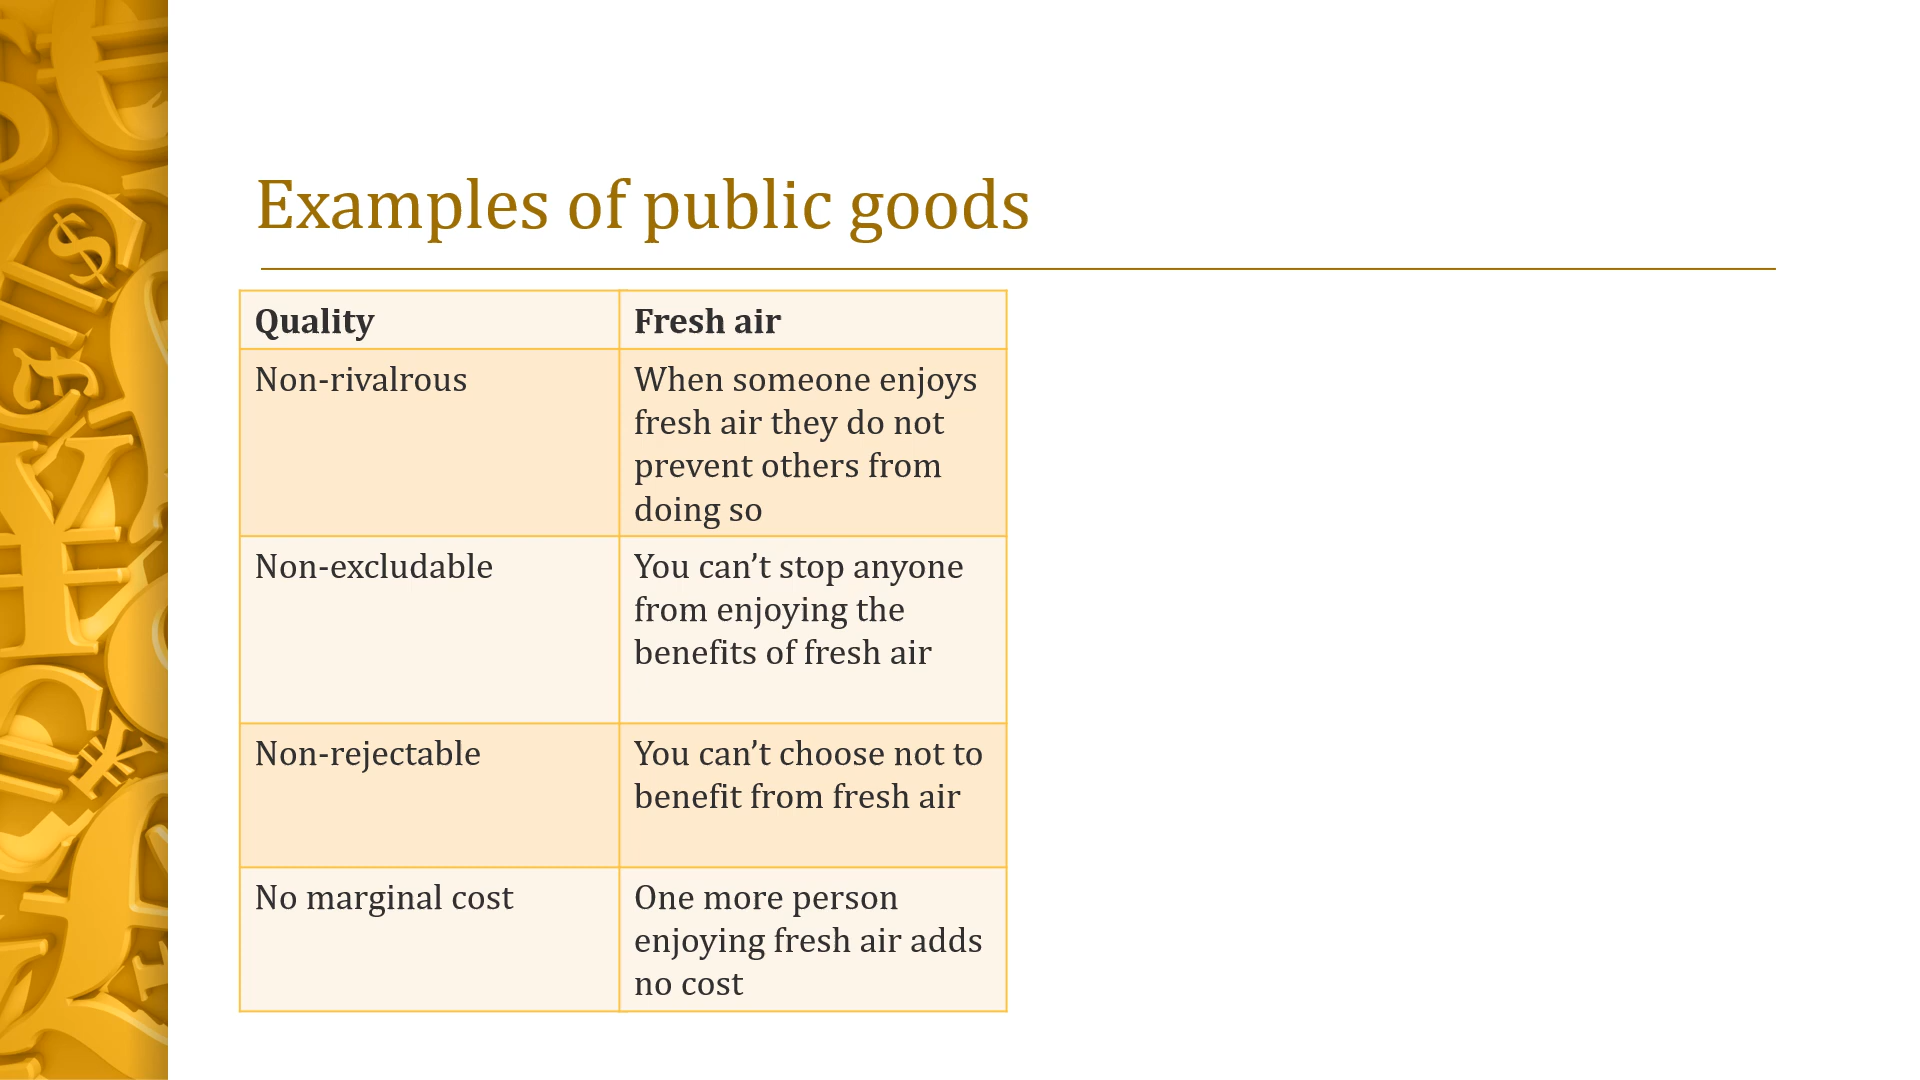 Examples of public goods
Quality
Fresh air
Non-rivalrous
When someone enjoys
fresh air they do not
prevent others from
doing so
Non-excludable
You can’t stop anyone
from enjoying the
benefits of fresh air
Non-rejectable
You can’t choose not to
benefit from fresh air
No marginal cost
One more person
enjoying fresh air adds
no cost